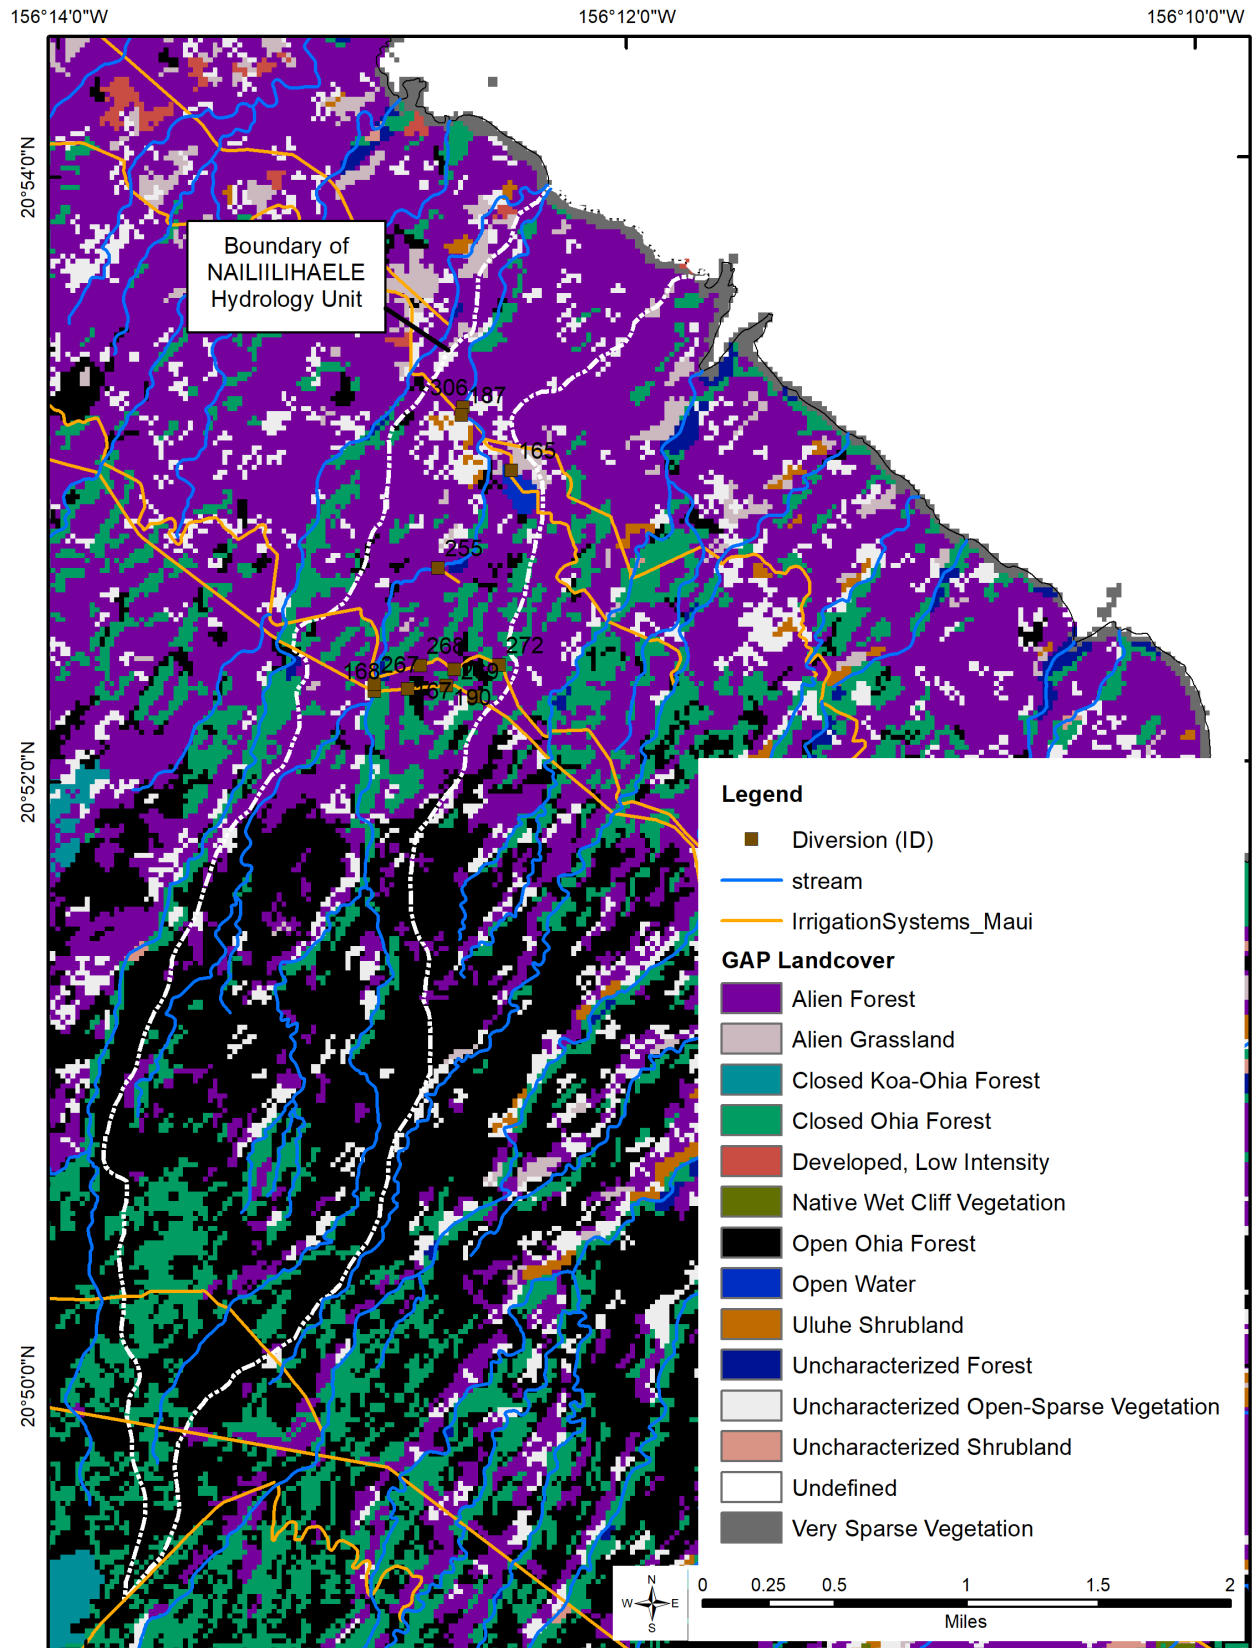 156°14'0"W 156°12'0"W 156°10'0"W
20°54'0"N
Boundary of
NAILIILIHAELE
Hydrology Unit
306 187
165
255
268 272
168 267 269
167 190
20°52'0"N
Legend
Diversion (ID)
stream
IrrigationSystems_Maui
GAP Landcover
Alien Forest
Alien Grassland
Closed Koa-Ohia Forest
Closed Ohia Forest
Developed, Low Intensity
Native Wet Cliff Vegetation
Open Ohia Forest
Open Water
Uluhe Shrubland
Uncharacterized Forest
Uncharacterized Open-Sparse Vegetation
Uncharacterized Shrubland
Undefined
Very Sparse Vegetation
20°50'0"N
N
W E
S
0 0.25 0.5 1 1.5 2
Miles